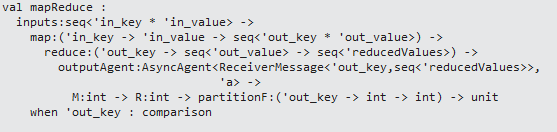 val mapReduce :
inputs:seq<'in_key * 'in_value> ->
map:('in_key -> 'in_value -> seq<'out_key * 'out_value>) ->
reduce:('out_key -> seq<'out_value> -> seq<'reducedValues>) ->
outputAgent:AsyncAgent<ReceiverMessage<'out_key,seq<'reducedValues>>,
'a> ->
M:int -> R:int -> partitionF:('out_key -> int -> int) -> unit
when 'out_key : comparison